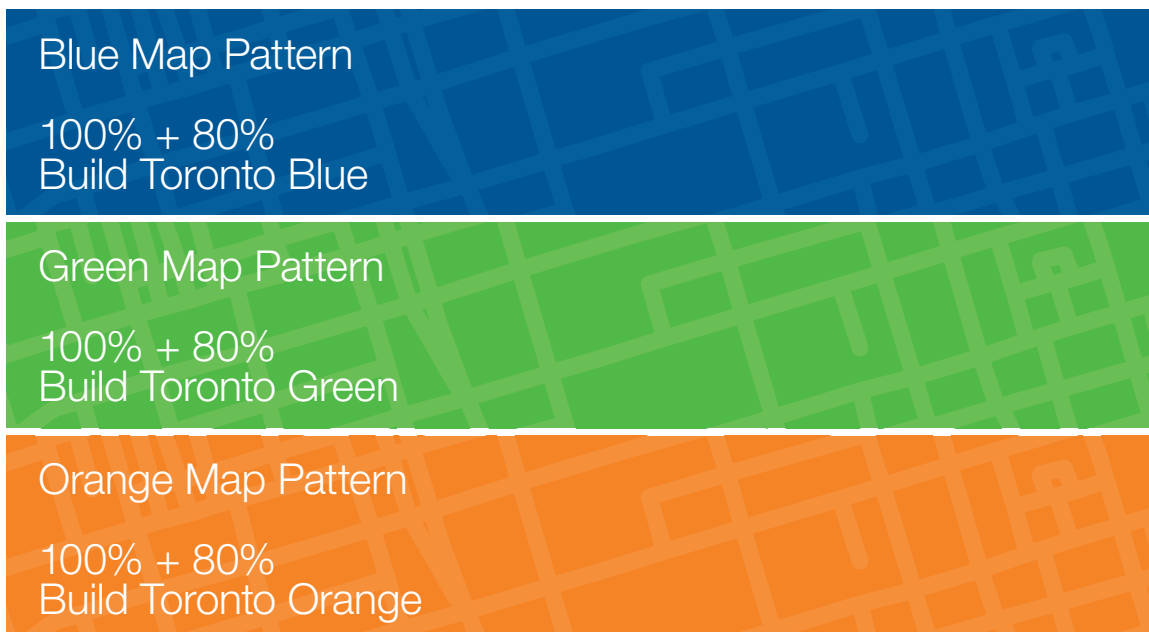 Blue Map Pattern
100% + 80%
Build Toronto Blue
Green Map Pattern
100% + 80%
Build Toronto Green
Orange Map Pattern
100% + 80%
Build Toronto Orange